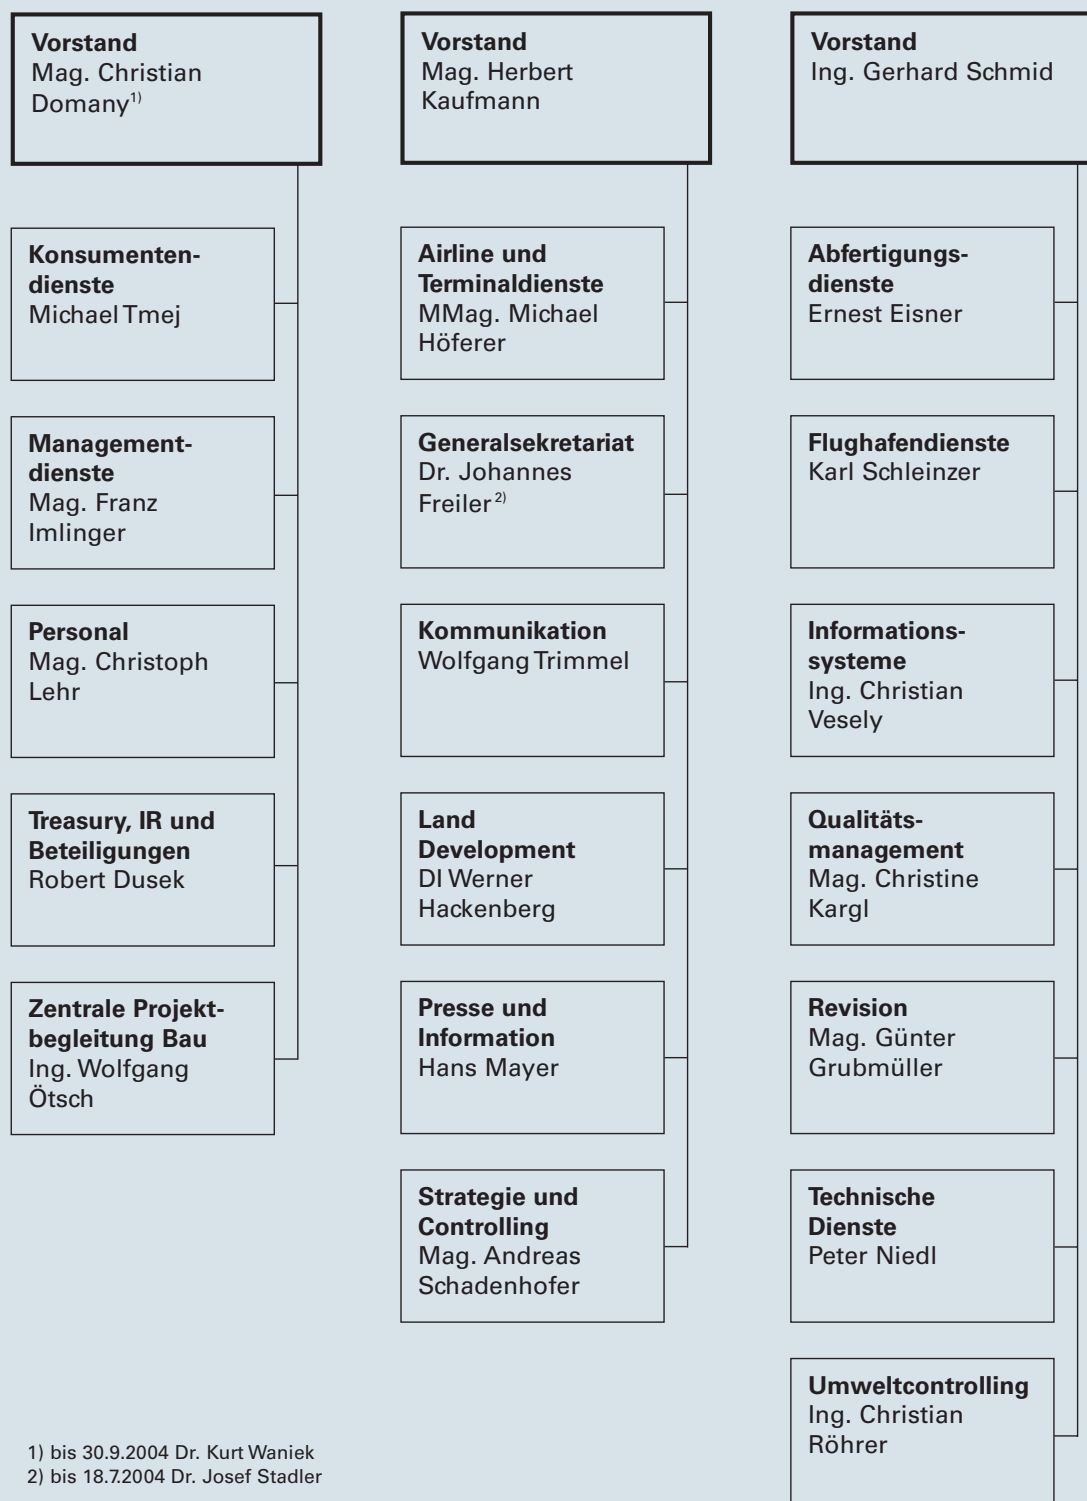 Vorstand
Mag. Christian
Domany1)
Konsumenten-
dienste
Michael Tmej
Management-
dienste
Mag. Franz
Imlinger
Personal
Mag. Christoph
Lehr
Treasury, IR und
Beteiligungen
Robert Dusek
Zentrale Projekt-
begleitung Bau
Ing. Wolfgang
Ötsch
Vorstand
Mag. Herbert
Kaufmann
Airline und
Terminaldienste
MMag. Michael
Höferer
Generalsekretariat
Dr. Johannes
Freiler2)
Kommunikation
Wolfgang Trimmel
Land
Development
DI Werner
Hackenberg
Presse und
Information
Hans Mayer
Strategie und
Controlling
Mag. Andreas
Schadenhofer
Vorstand
Ing. Gerhard Schmid
Abfertigungs-
dienste
Ernest Eisner
Flughafendienste
Karl Schleinzer
Informations-
systeme
Ing. Christian
Vesely
Qualitäts-
management
Mag. Christine
Kargl
Revision
Mag. Günter
Grubmüller
Technische
Dienste
Peter Niedl
Umweltcontrolling
Ing. Christian
Röhrer
1) bis 30.9.2004 Dr. Kurt Waniek
2) bis 18.7.2004 Dr. Josef Stadler